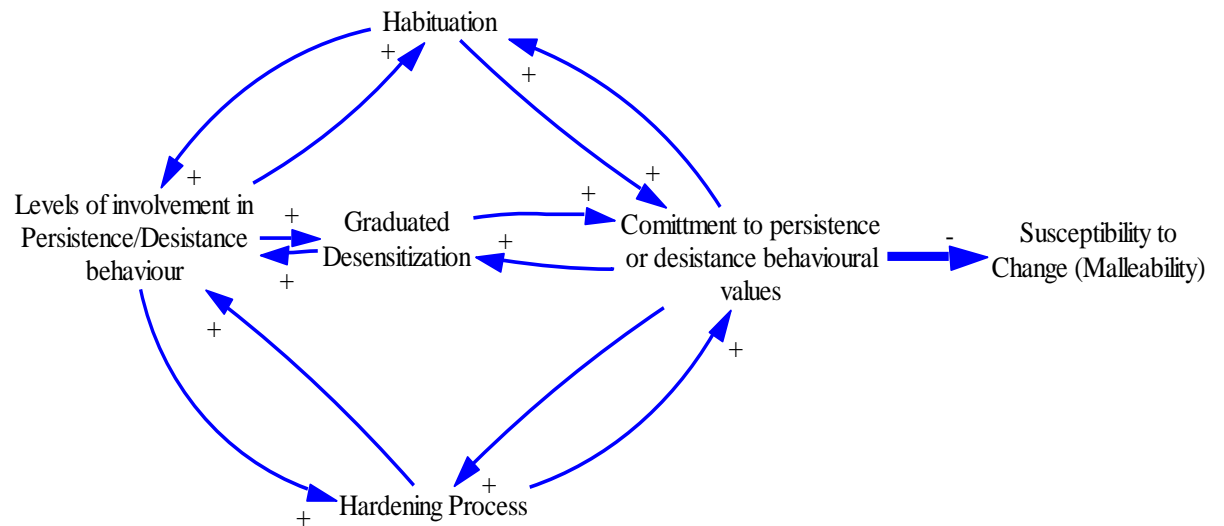 Habituation
+
+
+
+
+
Levels of involvement in
Persistence/Desistance
behaviour
+
+
Graduated
Desensitization
+
+
Comittment to persistence
or desistance behavioural
values
-
Susceptibility to
Change (Malleability)
+
+
+
+
Hardening Process